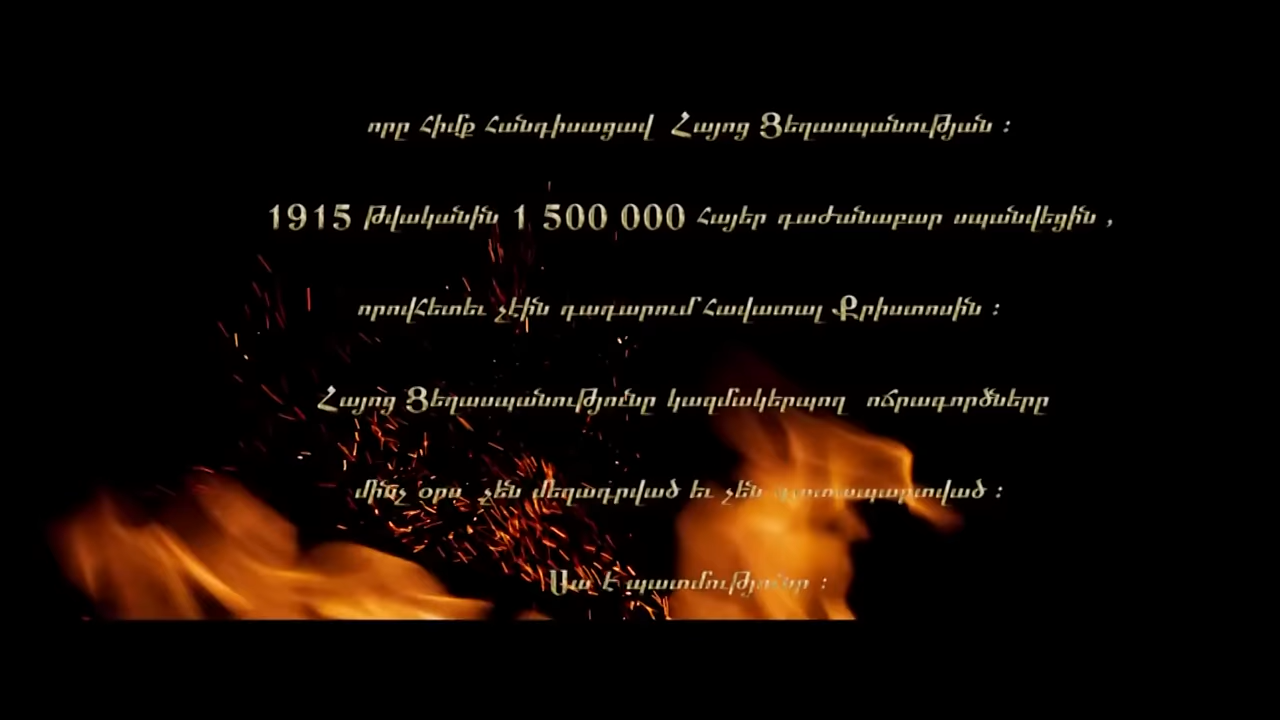 որը Հիմք Հանդիսացավ Հայոց Ցեղասպանության :
1915 թվականին 1 500 000 Հայեր դաժանաբար սպանվեցին ,
որովՀետեւ չէին դադարում Հավատալ Քրիստոսին :
Հայոց Ցեղասպանությունը կազմակերպող ոճրագործները
մինչ օրս չեն մեղադրված եւ չեն դատապարտված :
Սա է պատմությունը :